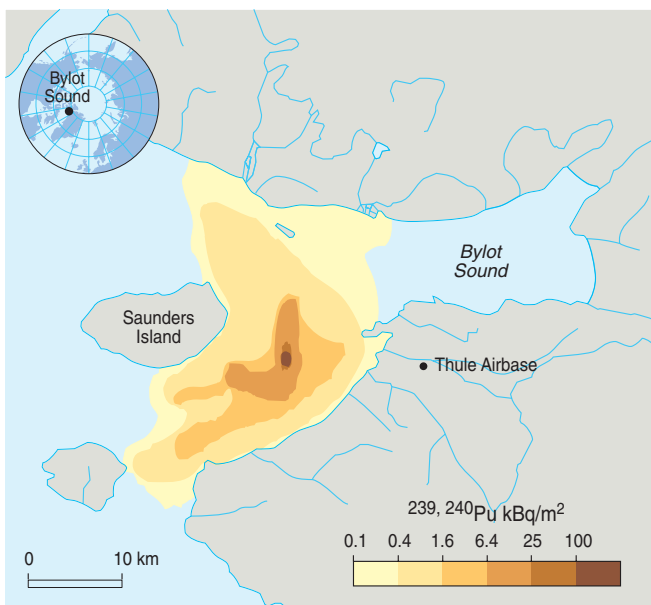 Bylot
Sound
Bylot
Sound
Saunders
Island
Thule Airbase
239, 240Pu kBq/m2
0.1 0.4 1.6 6.4 25 100
0 10 km